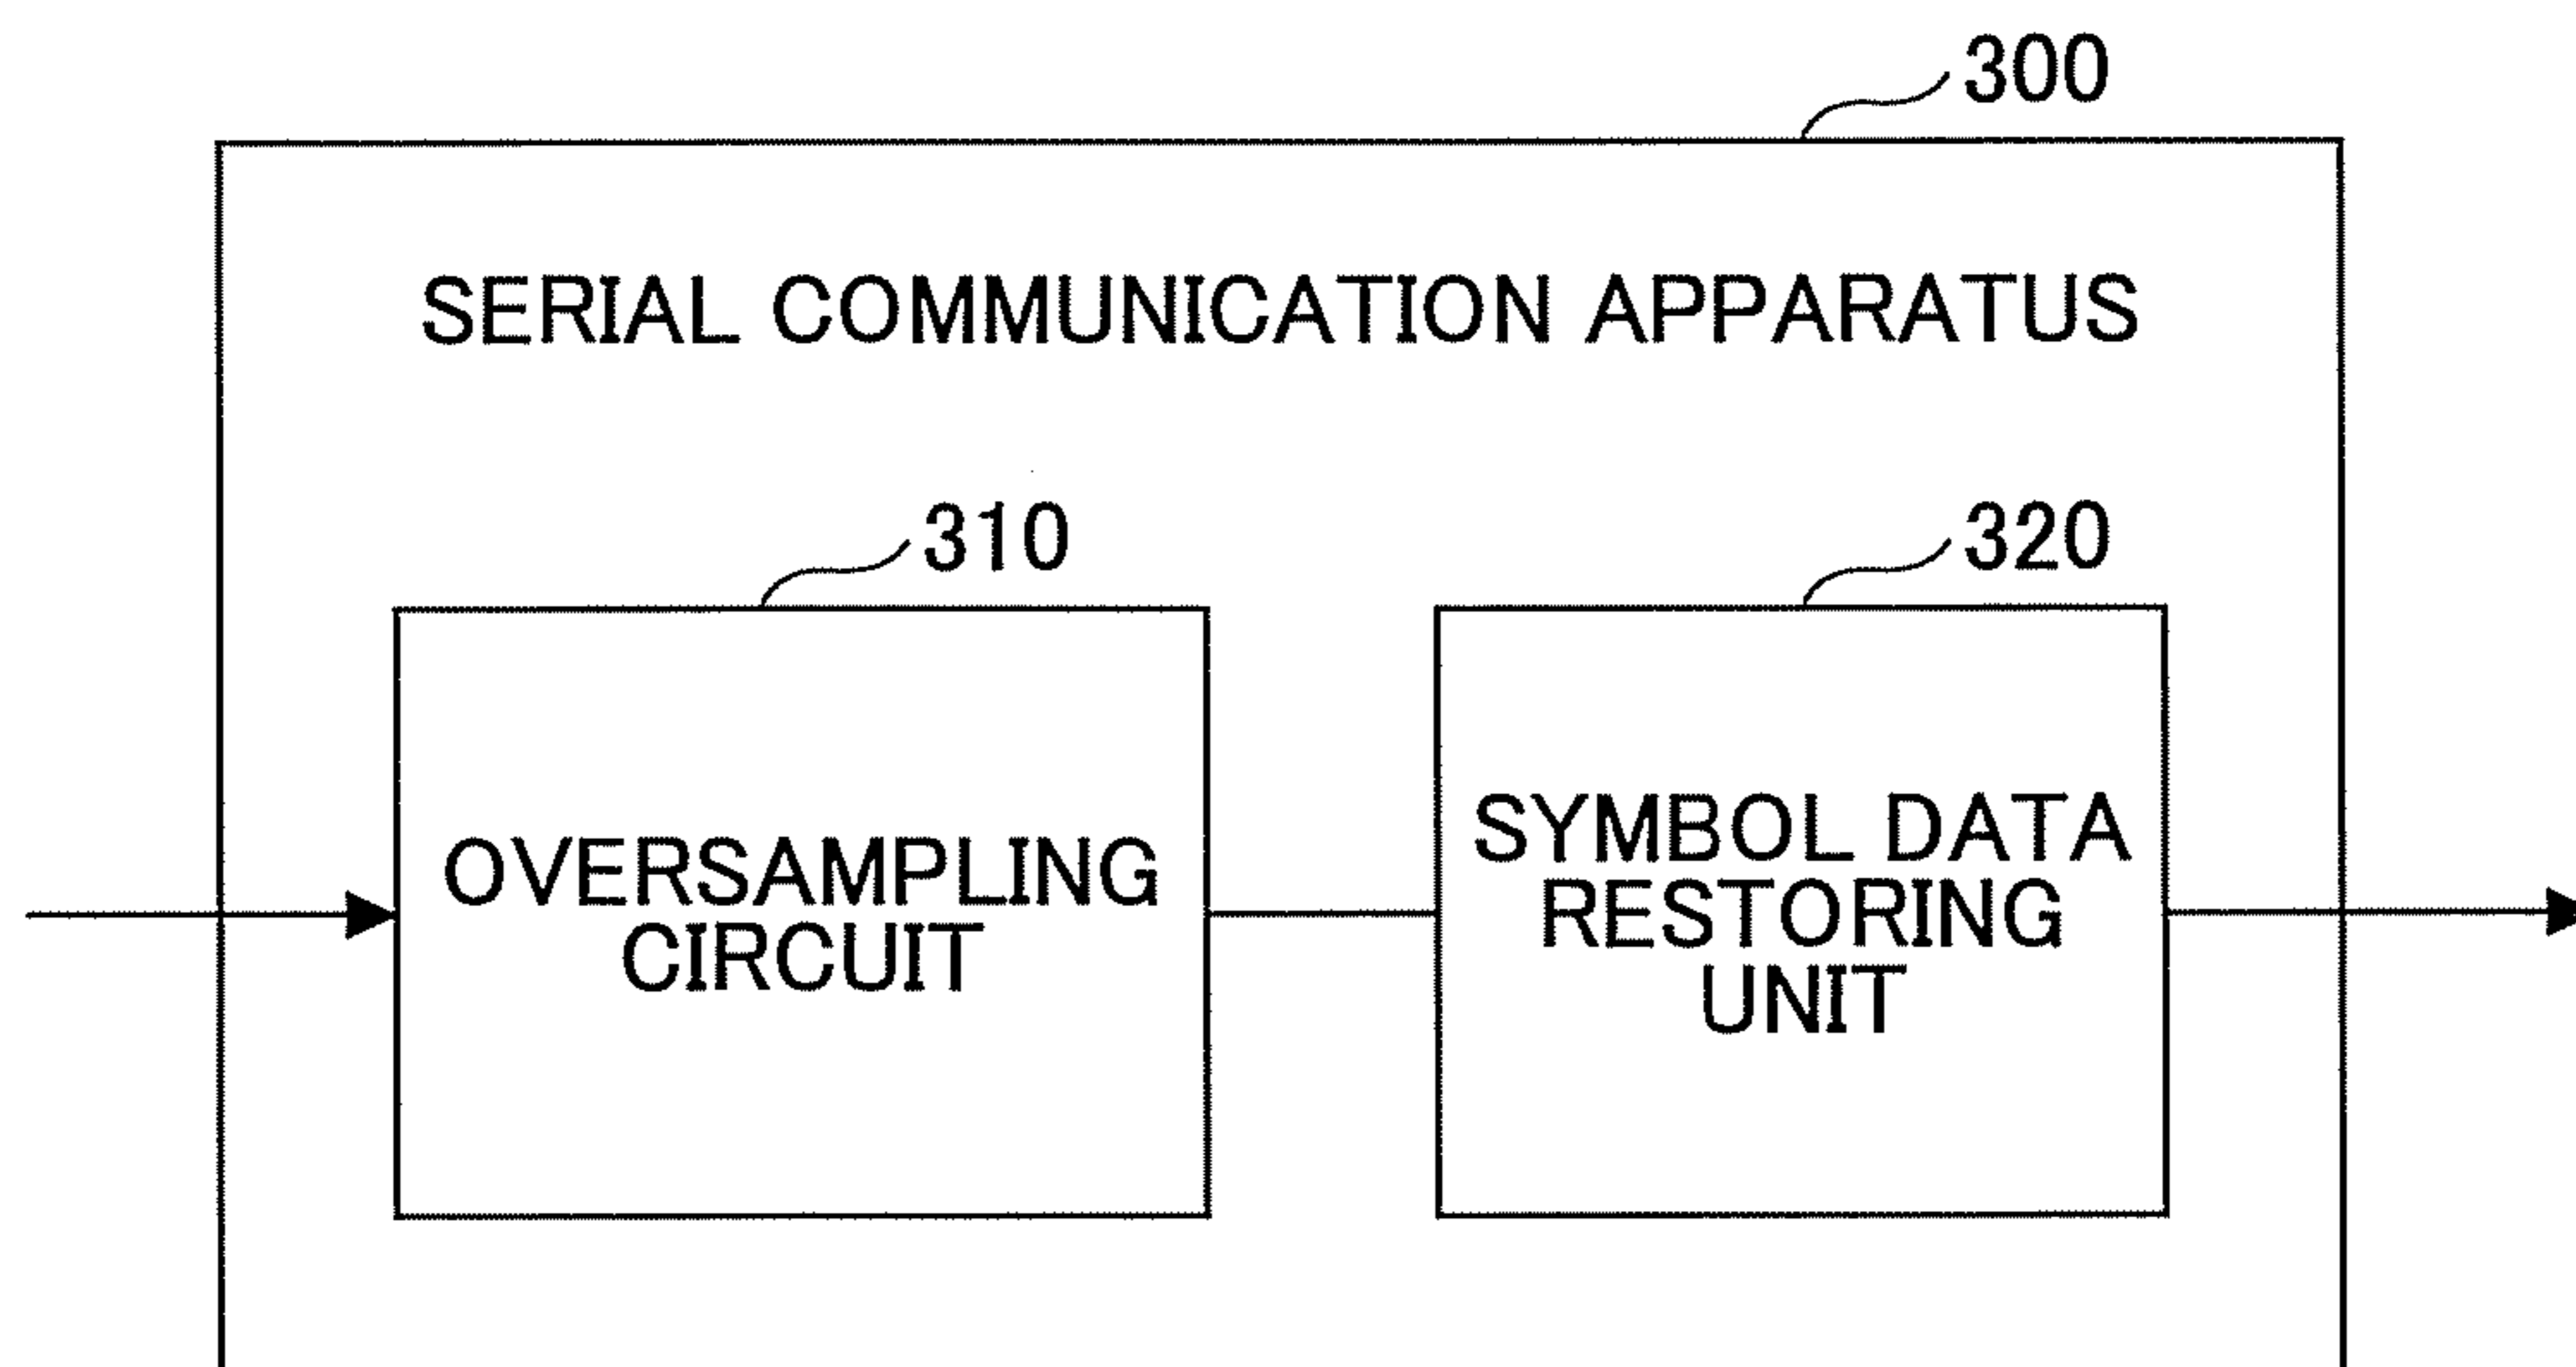 300
SERIAL COMMUNICATION APPARATUS
310
320
OVERSAMPLING
CIRCUIT
SYMBOL DATA
RESTORING
UNIT